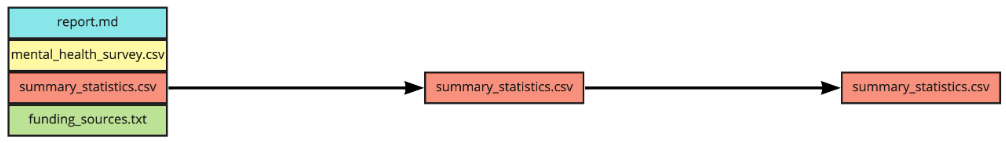 report.md
mental_health_survey.csv
summary_statistics.csv
funding_sources.txt
summary_statistics.csv
summary_statistics.csv